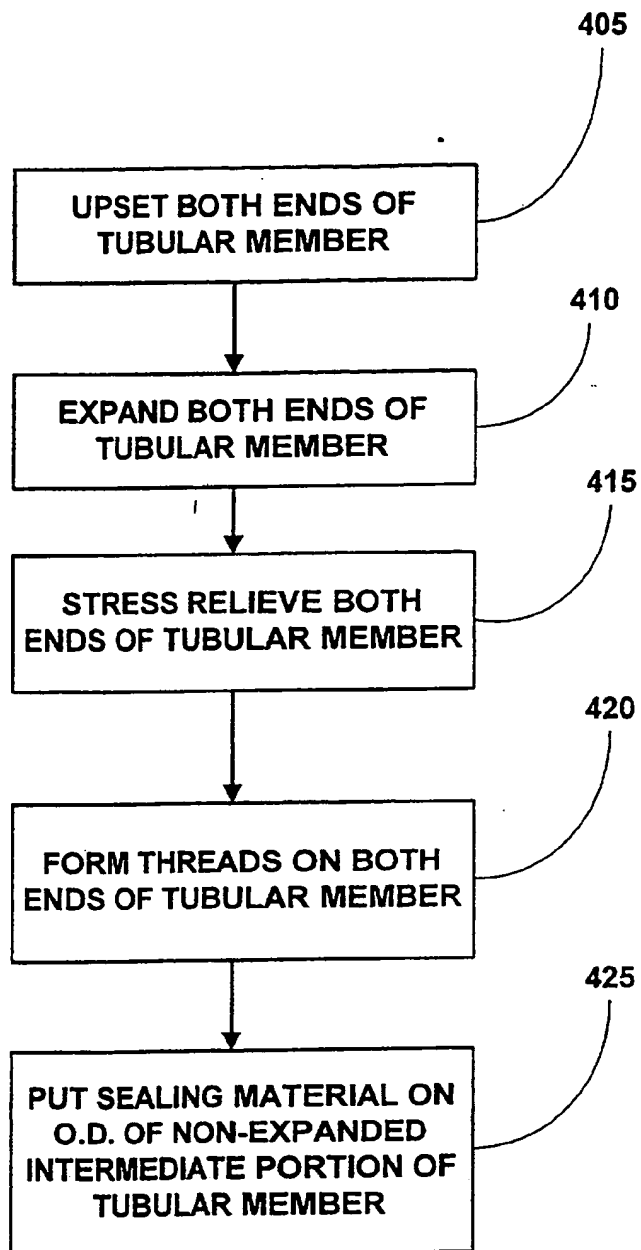 405
UPSET BOTH ENDS OF
TUBULAR MEMBER
410
EXPAND BOTH ENDS OF
TUBULAR MEMBER
415
STRESS RELIEVE BOTH
ENDS OF TUBULAR MEMBER
420
FORM THREADS ON BOTH
ENDS OF TUBULAR MEMBER
425
PUT SEALING MATERIAL ON
O.D. OF NON-EXPANDED
INTERMEDIATE PORTION OF
TUBULAR MEMBER